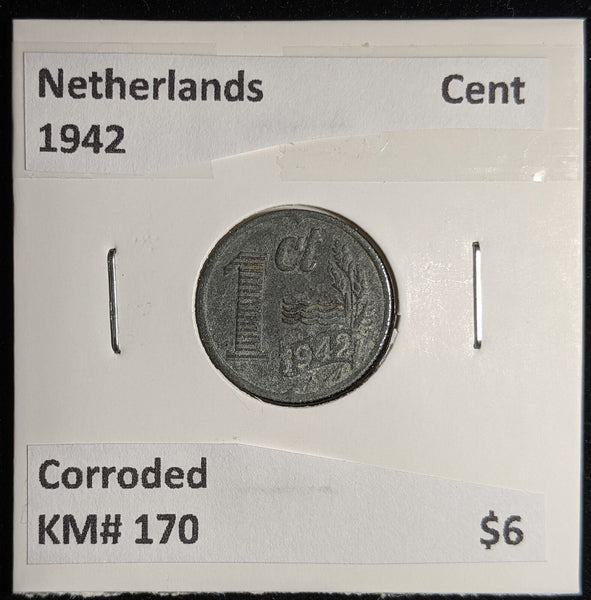 Netherlands Cent
1942
1 ct
1942
Corroded
KM# 170 $6